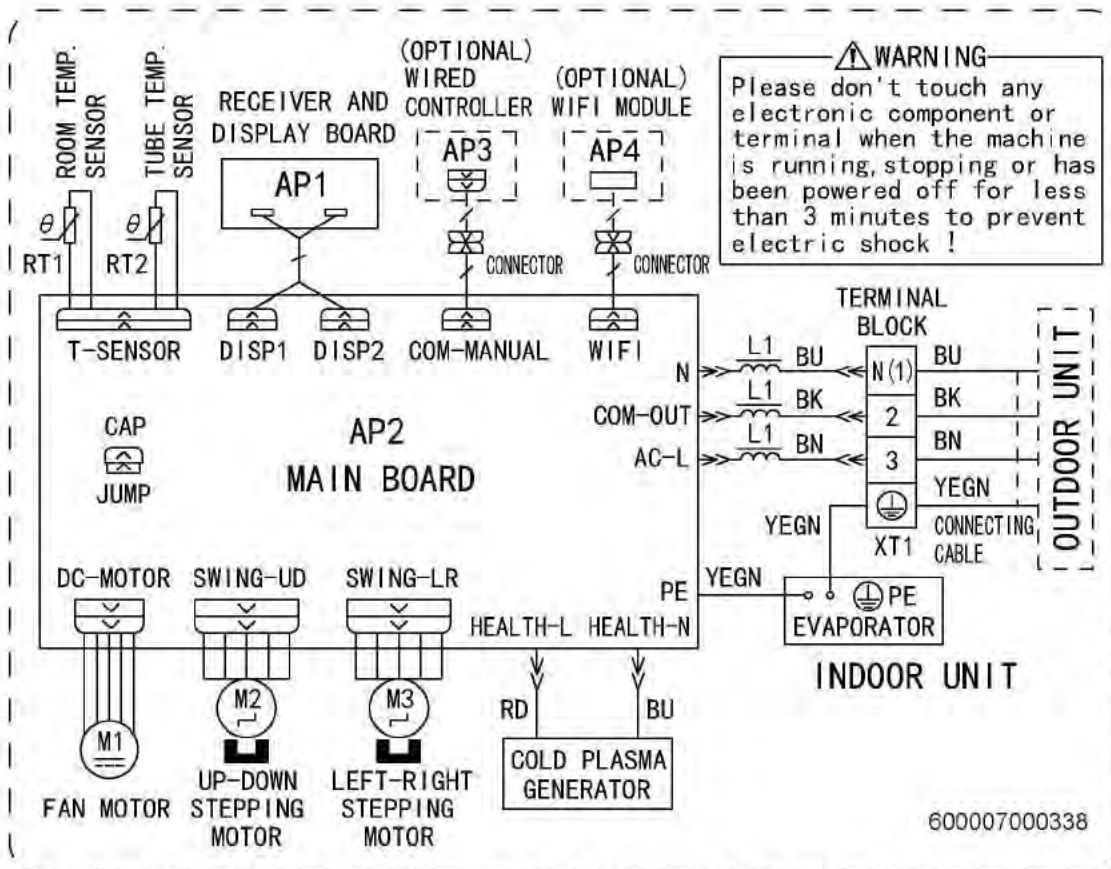 ROOM TEMP.
SENSOR
TUBE TEMP.
SENSOR
RECEIVER AND
DISPLAY BOARD
(OPTIONAL)
WIRED
CONTROLLER
(OPTIONAL)
WIFI MODULE
WARNING
Please don't touch any
electronic component or
terminal when the machine
is running, stopping or has
been powered off for less
than 3 minutes to prevent
electric shock !
AP1
AP3
AP4
θ
θ
RT1
RT2
CONNECTOR
CONNECTOR
T-SENSOR
DISP1
DISP2
COM-MANUAL
WIFI
TERMINAL
BLOCK
N
L1
BU
N(1)
BU
COM-OUT
L1
BK
2
BK
AC-L
L1
BN
3
BN
YEGN
YEGN
XT1
CONNECTING
CABLE
OUTDOOR UNIT
CAP
JUMP
AP2
MAIN BOARD
DC-MOTOR
SWING-UD
SWING-LR
PE
YEGN
PE
EVAPORATOR
HEALTH-L
HEALTH-N
INDOOR UNIT
M1
M2
M3
RD
BU
COLD PLASMA
GENERATOR
FAN MOTOR
UP-DOWN
STEPPING
MOTOR
LEFT-RIGHT
STEPPING
MOTOR
600007000338